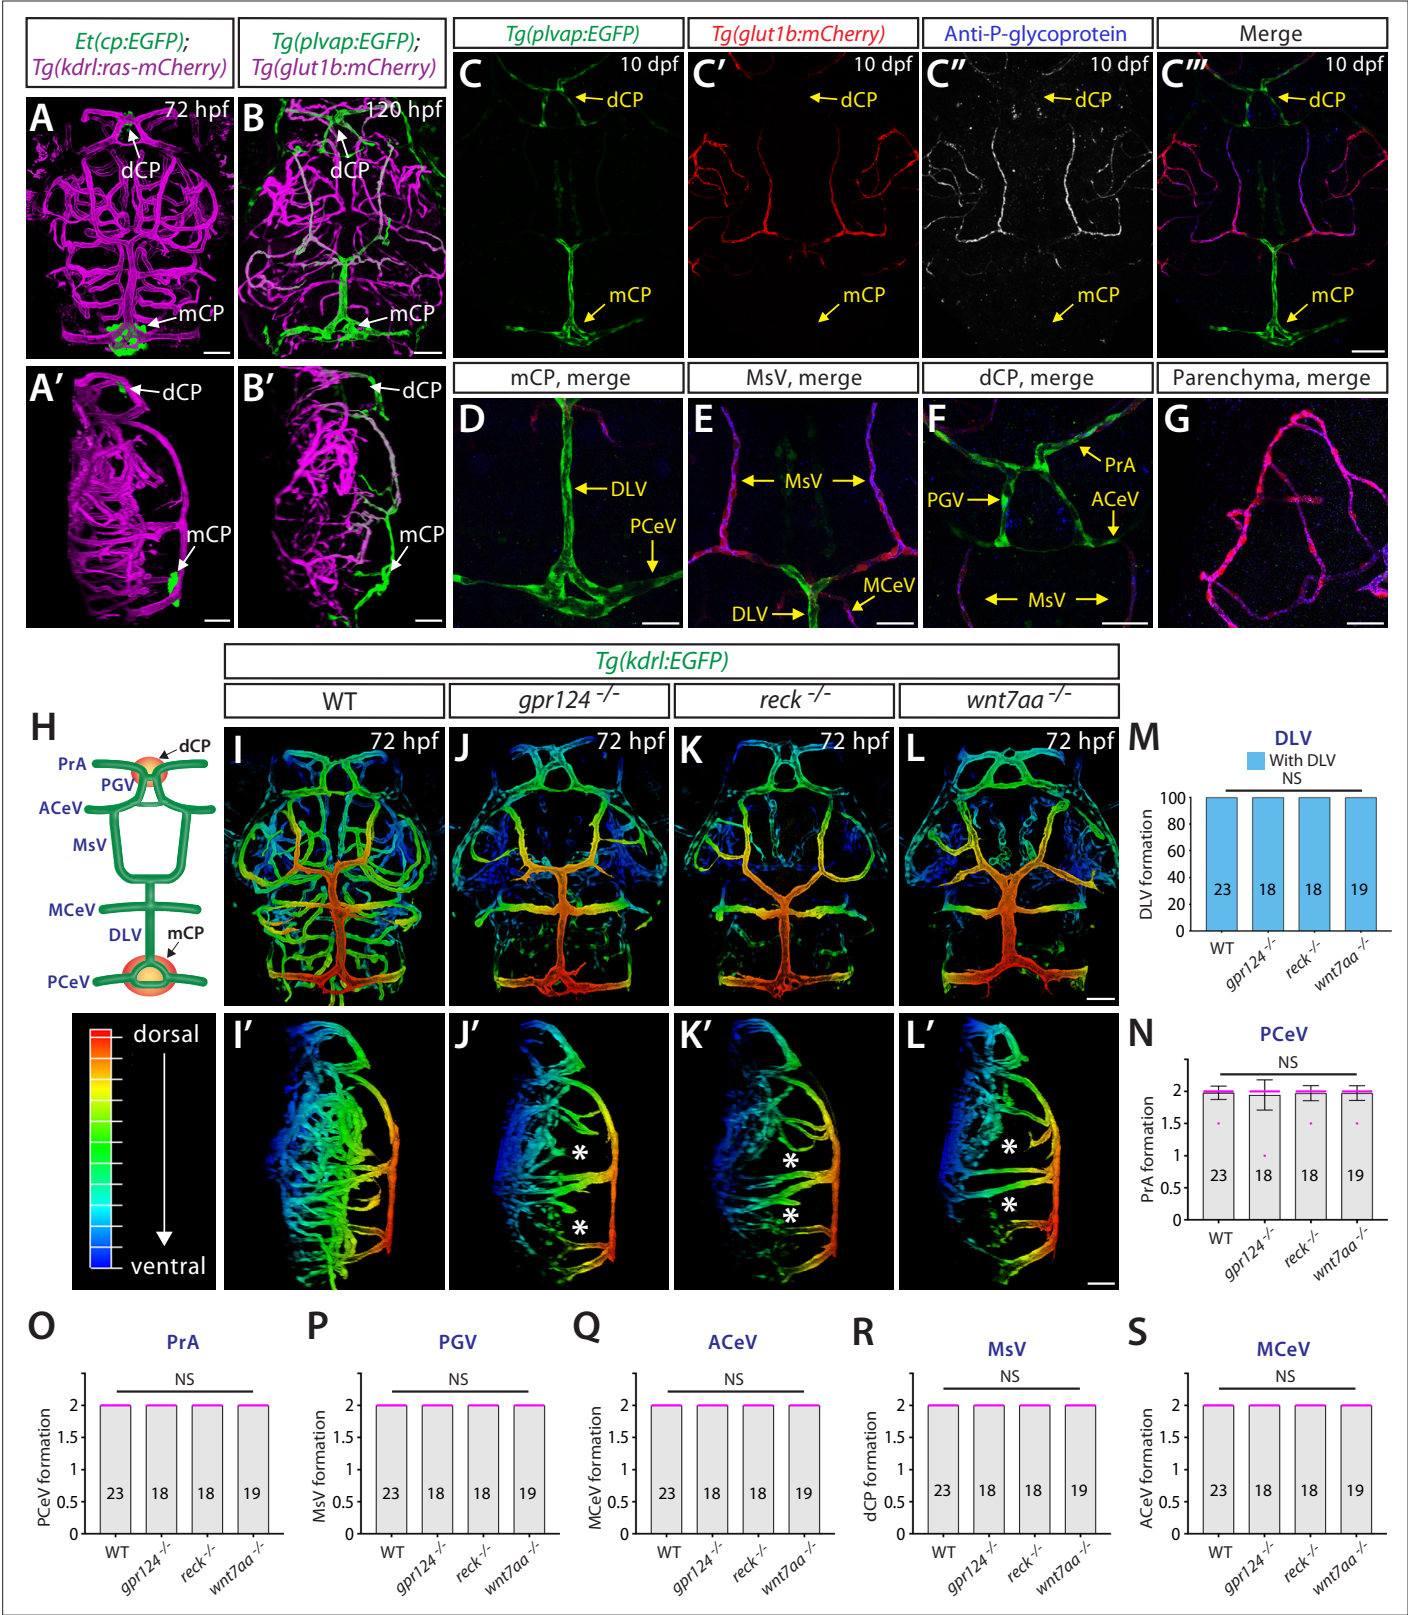 Et(cp:EGFP);
Tg(kdrl:ras-mCherry)
Tg(plvap:EGFP);
Tg(glut1b:mCherry)
Tg(plvap:EGFP)
Tg(glut1b:mCherry)
Anti-P-glycoprotein
Merge
A
72 hpf
dCP
mCP
B
120 hpf
dCP
mCP
C
10 dpf
dCP
mCP
C′
10 dpf
dCP
mCP
C″
10 dpf
dCP
mCP
C‴
10 dpf
dCP
mCP
A′
dCP
mCP
B′
dCP
mCP
mCP, merge
MsV, merge
dCP, merge
Parenchyma, merge
D
DLV
PCeV
E
MsV
MCeV
DLV
F
PrA
PGV
ACeV
MsV
G
Tg(kdrl:EGFP)
WT
gpr124 -/-
reck -/-
wnt7aa -/-
H
dCP
PrA
PGV
ACeV
MsV
MCeV
DLV
mCP
PCeV
I
72 hpf
J
72 hpf
K
72 hpf
L
72 hpf
dorsal
ventral
I′
J′
*
*
K′
*
*
L′
*
*
M
DLV
With DLV
NS
DLV formation
100
80
60
40
20
0
23
18
18
19
WT
gpr124 -/-
reck -/-
wnt7aa -/-
N
PCeV
NS
PrA formation
2
1.5
1
0.5
0
23
18
18
19
WT
gpr124 -/-
reck -/-
wnt7aa -/-
O
PrA
NS
PCeV formation
2
1.5
1
0.5
0
23
18
18
19
WT
gpr124 -/-
reck -/-
wnt7aa -/-
P
PGV
NS
MsV formation
2
1.5
1
0.5
0
23
18
18
19
WT
gpr124 -/-
reck -/-
wnt7aa -/-
Q
ACeV
NS
MCeV formation
2
1.5
1
0.5
0
23
18
18
19
WT
gpr124 -/-
reck -/-
wnt7aa -/-
R
MsV
NS
dCP formation
2
1.5
1
0.5
0
23
18
18
19
WT
gpr124 -/-
reck -/-
wnt7aa -/-
S
MCeV
NS
ACeV formation
2
1.5
1
0.5
0
23
18
18
19
WT
gpr124 -/-
reck -/-
wnt7aa -/-